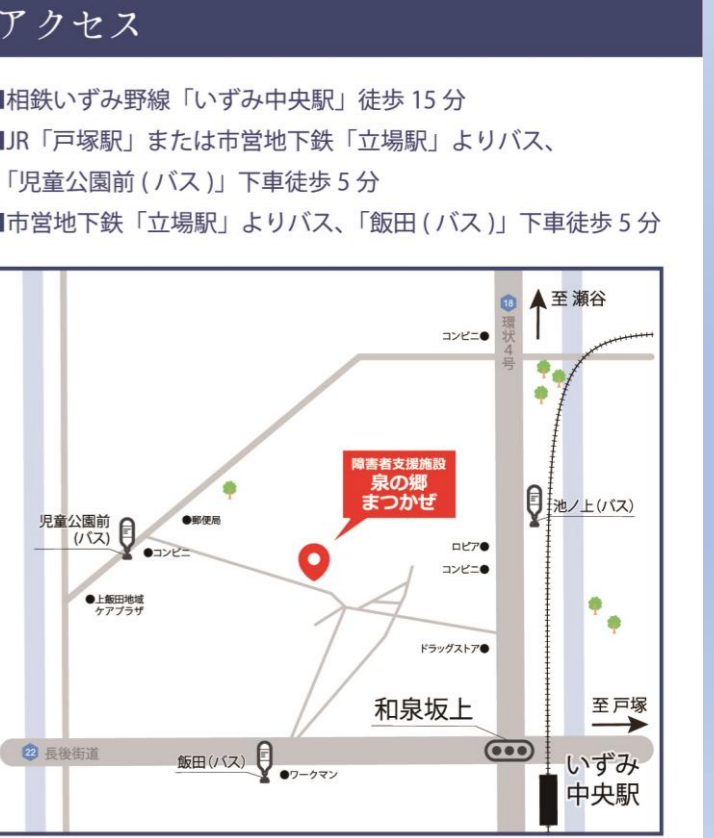 アクセス
■相鉄いずみ野線「いずみ中央駅」徒歩 15 分
■JR「戸塚駅」または市営地下鉄「立場駅」よりバス、
「児童公園前 ( バス )」下車徒歩 5 分
■市営地下鉄「立場駅」よりバス、「飯田 ( バス )」下車徒歩 5 分
18
環状4号
至 瀬谷
コンビニ●
障害者支援施設
泉の郷
まつかぜ
池ノ上(バス)
児童公園前
(バス)
●郵便局
●コンビニ
ロピア●
コンビニ●
●上飯田地域
ケアプラザ
ドラッグストア●
和泉坂上
至 戸塚
22 長後街道
飯田(バス)
●ワークマン
いずみ
中央駅